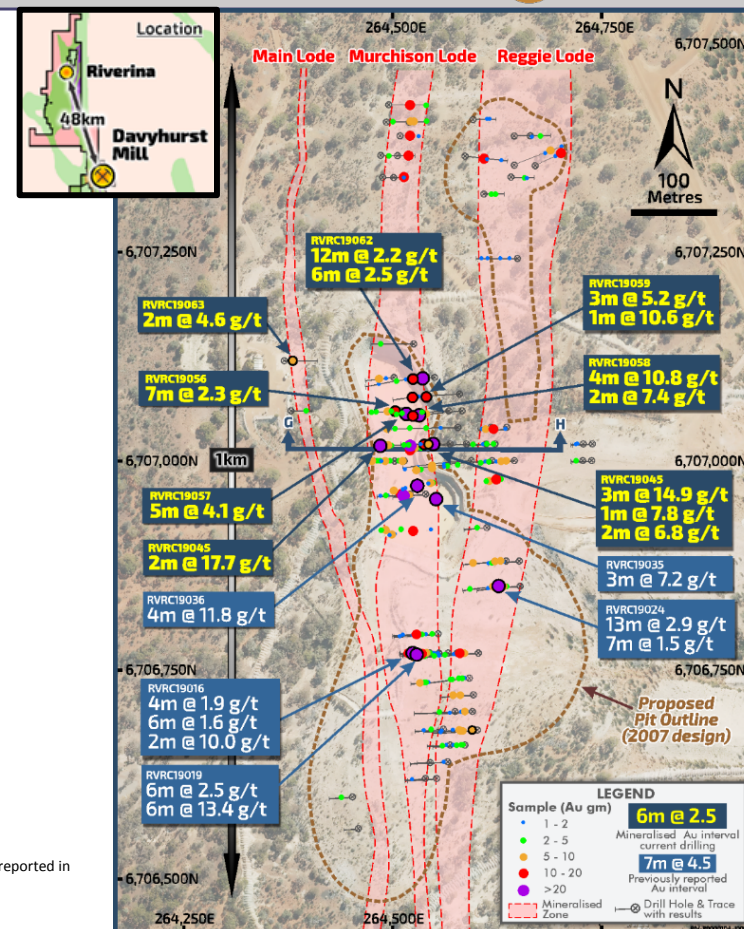 Location
Riverina
48km
Davyhurst
Mill
264,500E
264,750E
6,707,500N
Main Lode
Murchison Lode
Reggie Lode
N
100
Metres
6,707,250N
6,707,250N
RVRC19062
12m @ 2.2 g/t
6m @ 2.5 g/t
RVRC19059
3m @ 5.2 g/t
1m @ 10.6 g/t
RVRC19063
2m @ 4.6 g/t
RVRC19058
4m @ 10.8 g/t
2m @ 7.4 g/t
RVRC19056
7m @ 2.3 g/t
G
H
6,707,000N
1km
6,707,000N
RVRC19057
5m @ 4.1 g/t
RVRC19045
3m @ 14.9 g/t
1m @ 7.8 g/t
2m @ 6.8 g/t
RVRC19045
2m @ 17.7 g/t
RVRC19035
3m @ 7.2 g/t
RVRC19036
4m @ 11.8 g/t
RVRC19024
13m @ 2.9 g/t
7m @ 1.5 g/t
6,706,750N
6,706,750N
RVRC19016
4m @ 1.9 g/t
6m @ 1.6 g/t
2m @ 10.0 g/t
Proposed
Pit Outline
(2007 design)
RVRC19019
6m @ 2.5 g/t
6m @ 13.4 g/t
LEGEND
Sample (Au gm)
1 - 2
2 - 5
5 - 10
10 - 20
>20
Mineralised
Zone
6m @ 2.5
Mineralised Au interval
current drilling
7m @ 4.5
Previously reported
Au interval
Drill Hole & Trace
with results
reported in
6,706,500N
264,250E
264,500E